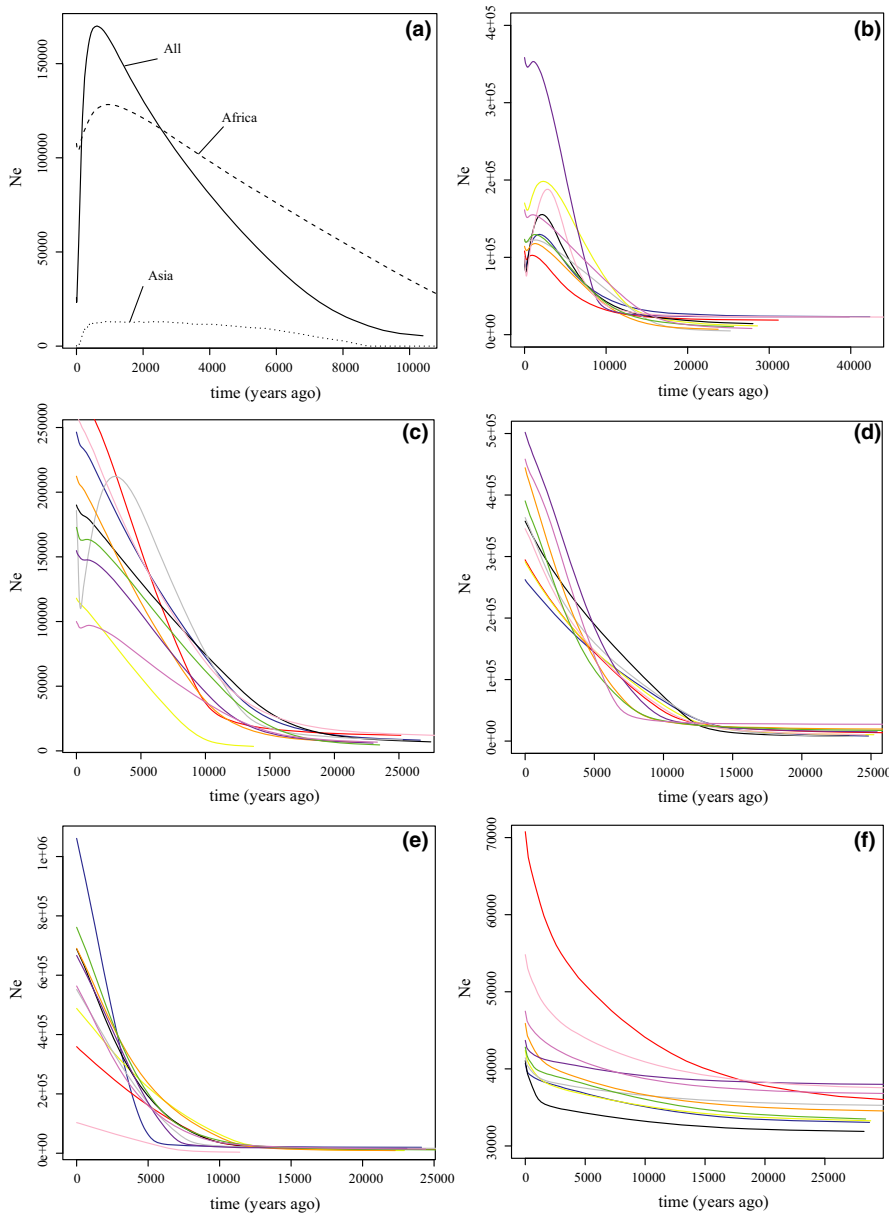 (a)
All
Africa
Asia
Ne
0 50000 100000 150000
0 2000 4000 6000 8000 10000
time (years ago)
(b)
Ne
0e+00 1e+05 2e+05 3e+05 4e+05
0 10000 20000 30000 40000
time (years ago)
(c)
Ne
0 50000 100000 150000 200000 250000
0 5000 10000 15000 20000 25000
time (years ago)
(d)
Ne
0e+00 1e+05 2e+05 3e+05 4e+05 5e+05
0 5000 10000 15000 20000 25000
time (years ago)
(e)
Ne
0e+00 2e+05 4e+05 6e+05 8e+05 1e+06
0 5000 10000 15000 20000 25000
time (years ago)
(f)
Ne
30000 40000 50000 60000 70000
0 5000 10000 15000 20000 25000
time (years ago)